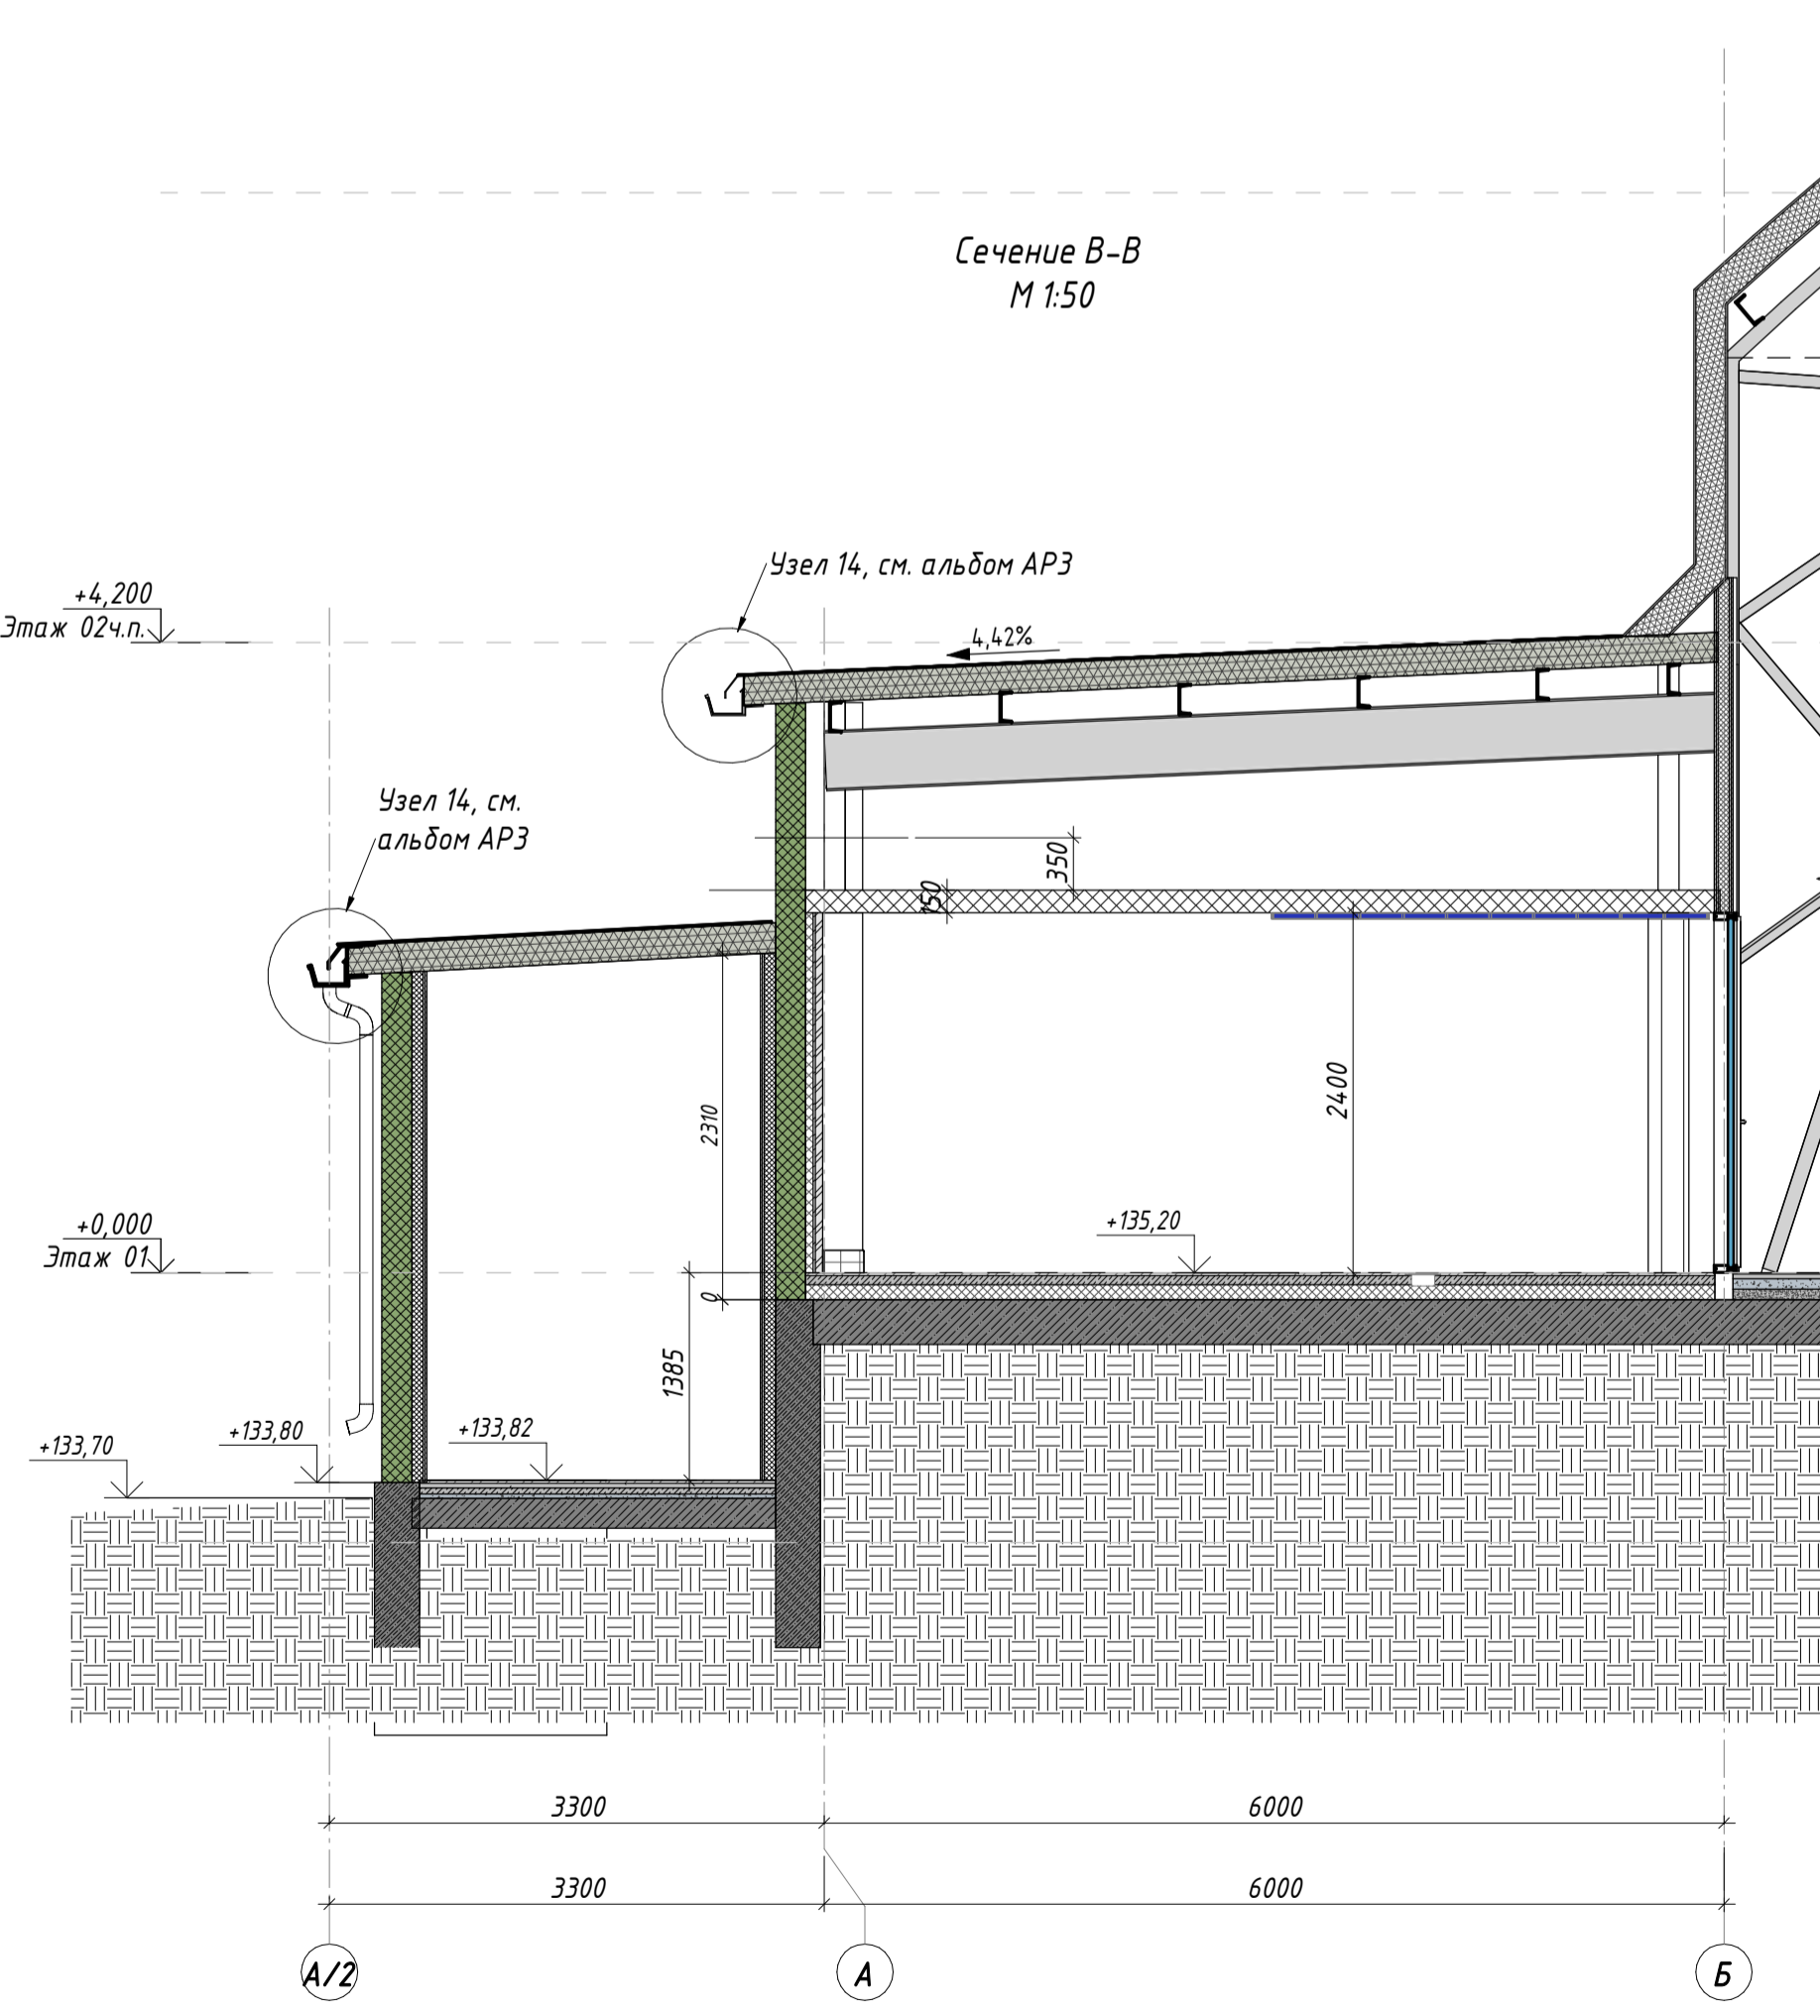 Сечение В-В
М 1:50
Узел 14, см. альбом АР3
+4,200
Этаж 02ч.п.
4,42%
Узел 14, см.
альбом АР3
350
150
2400
2310
+0,000
Этаж 01
+135,20
0
1385
+133,70
+133,80
+133,82
3300
6000
3300
6000
А/2
А
Б